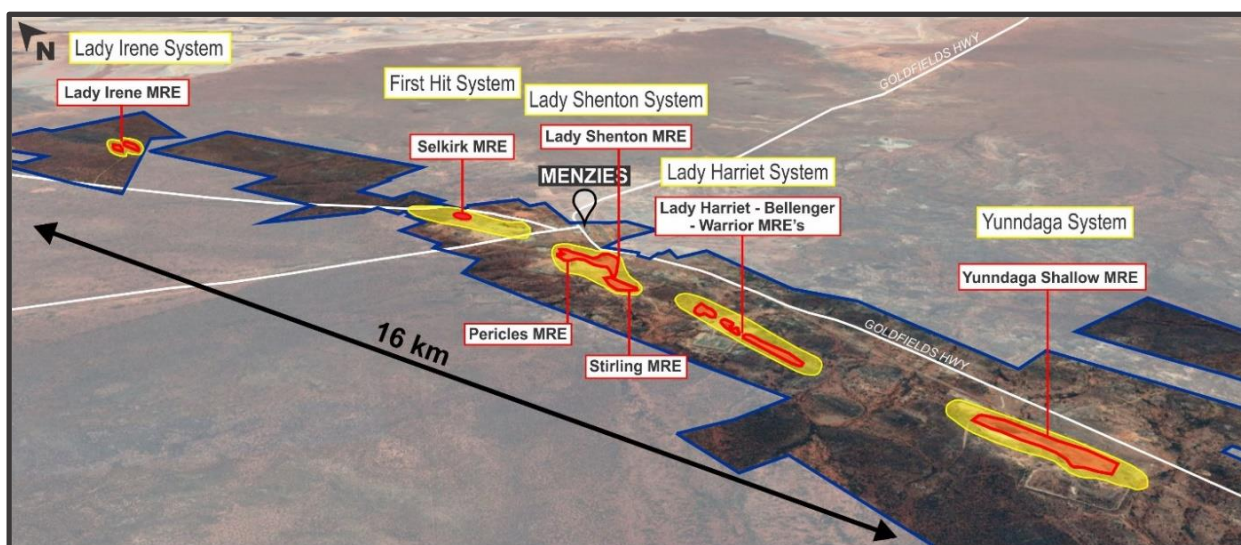 N
Lady Irene System
Lady Irene MRE
First Hit System
Selkirk MRE
Lady Shenton System
Lady Shenton MRE
MENZIES
GOLDFIELDS HWY
Lady Harriet System
Lady Harriet - Bellenger
- Warrior MRE's
Yunndaga System
Yunndaga Shallow MRE
Pericles MRE
Stirling MRE
GOLDFIELDS HWY
16 km